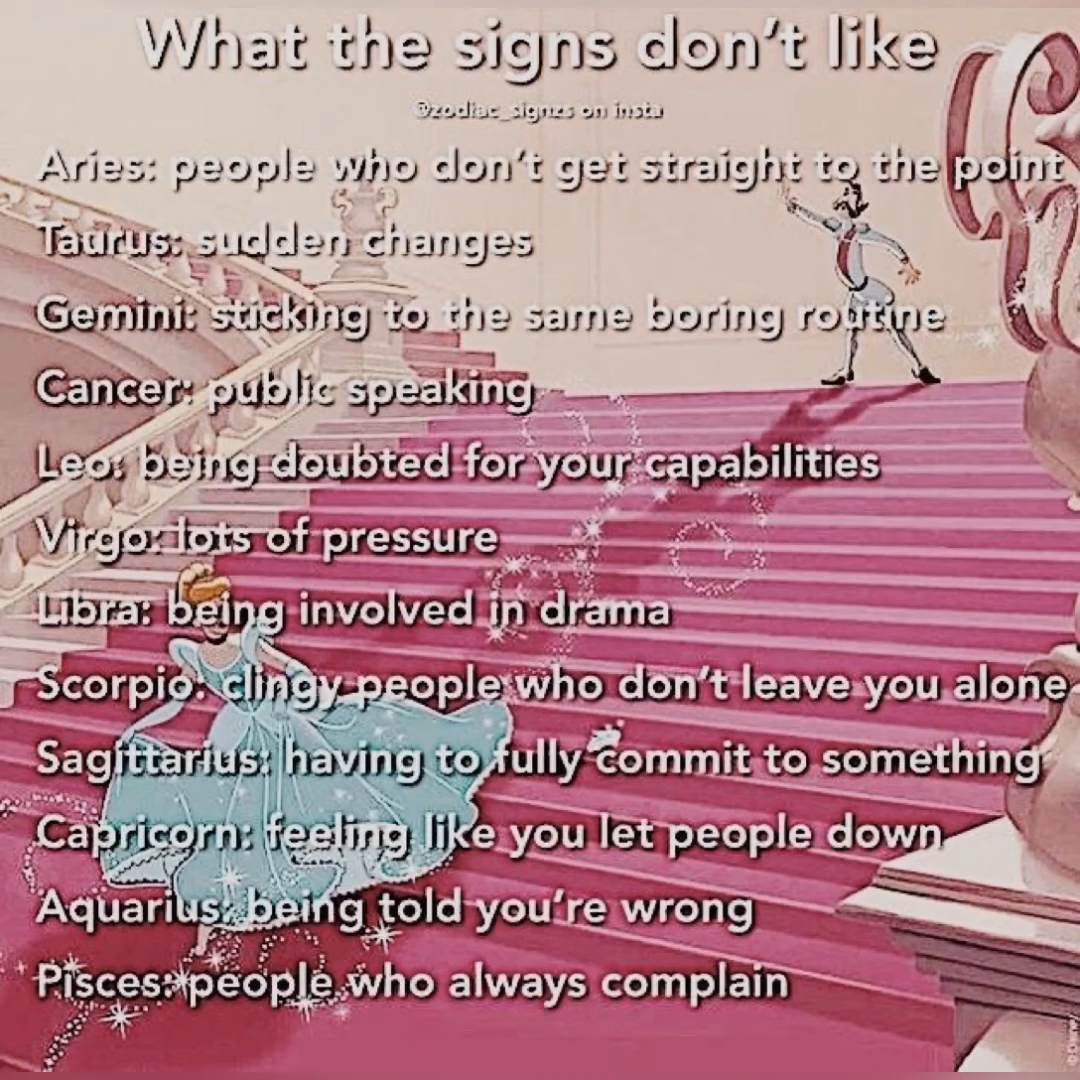 What the signs don't like
@zodiac_signzs on insta
Aries: people who don't get straight to the point
Taurus: sudden changes
Gemini: sticking to the same boring routine
Cancer: public speaking
Leo: being doubted for your capabilities
Virgo: lots of pressure
Libra: being involved in drama
Scorpio: clingy people who don't leave you alone
Sagittarius: having to fully commit to something
Capricorn: feeling like you let people down
Aquarius: being told you're wrong
Pisces: people who always complain
© Disney